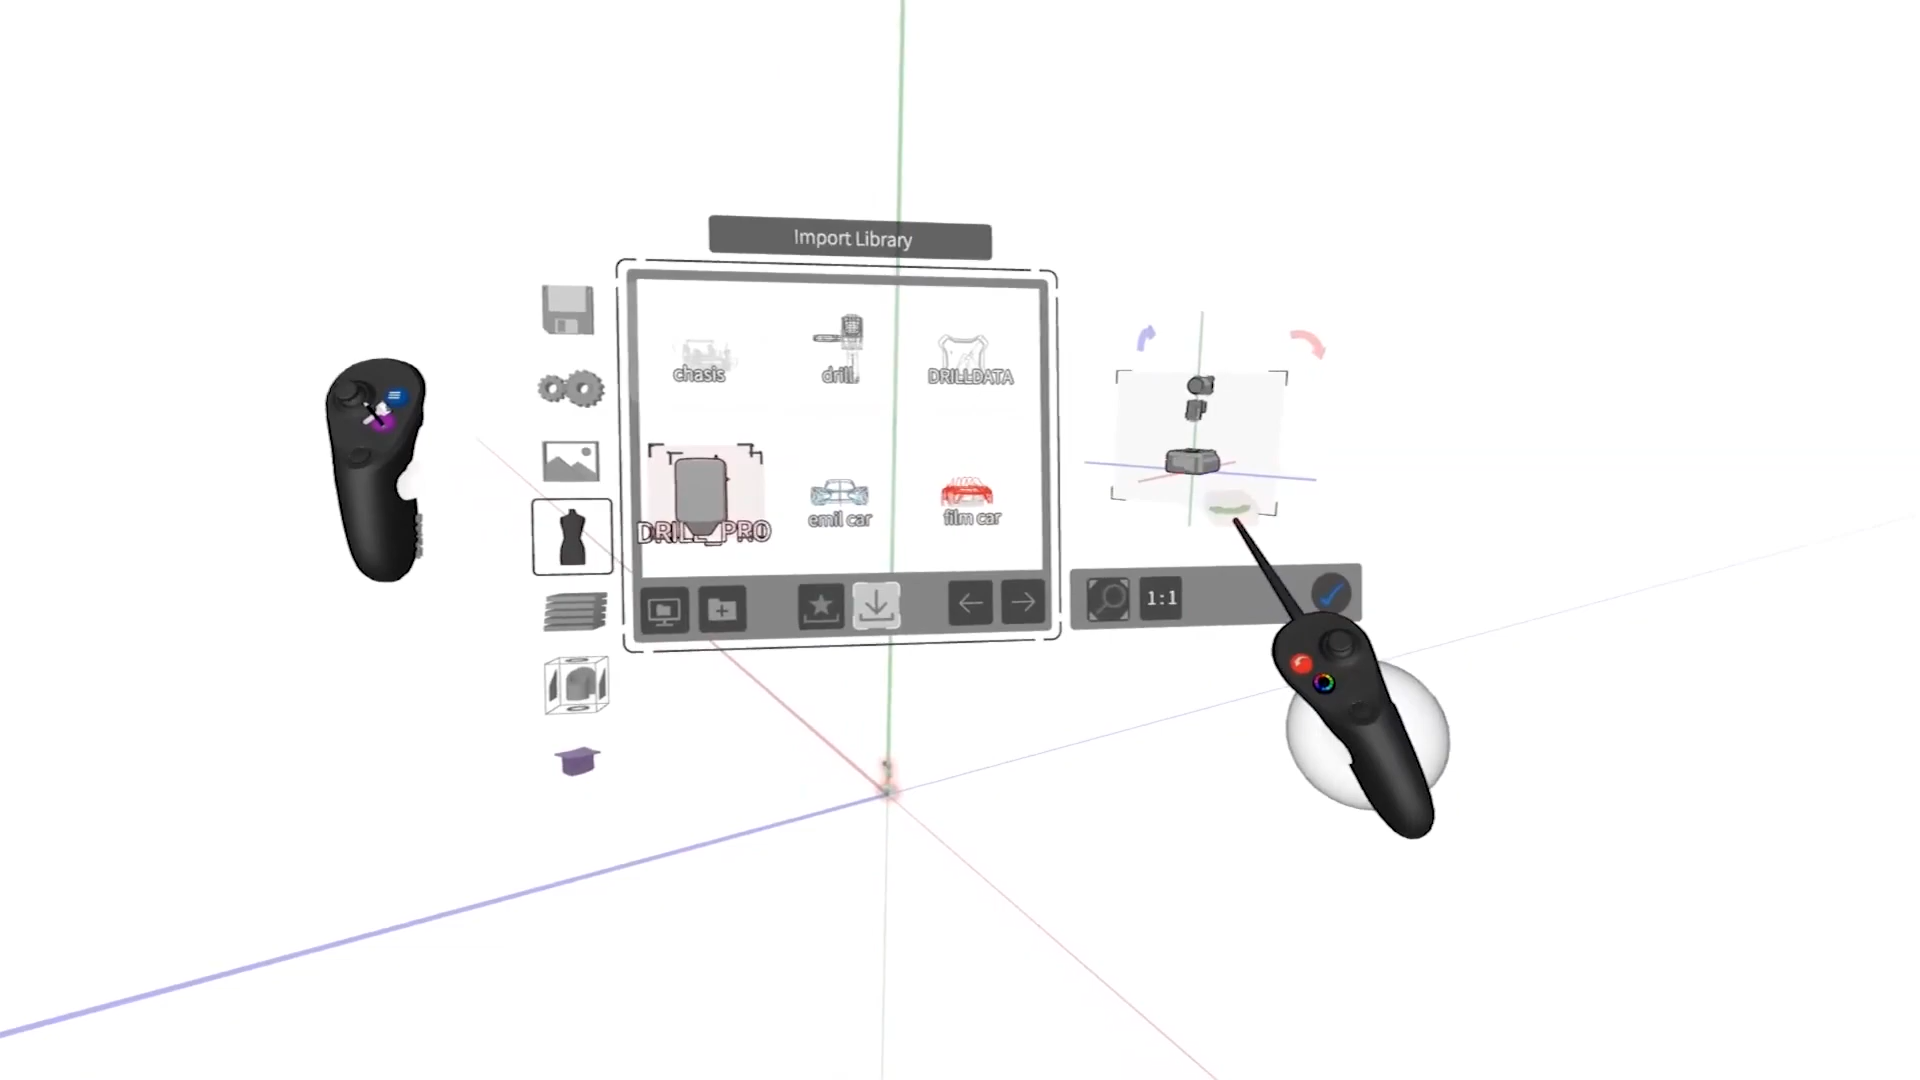 Import Library
chasis
drill
DRILLDATA
DRILL_PRO
emil car
film car
1:1